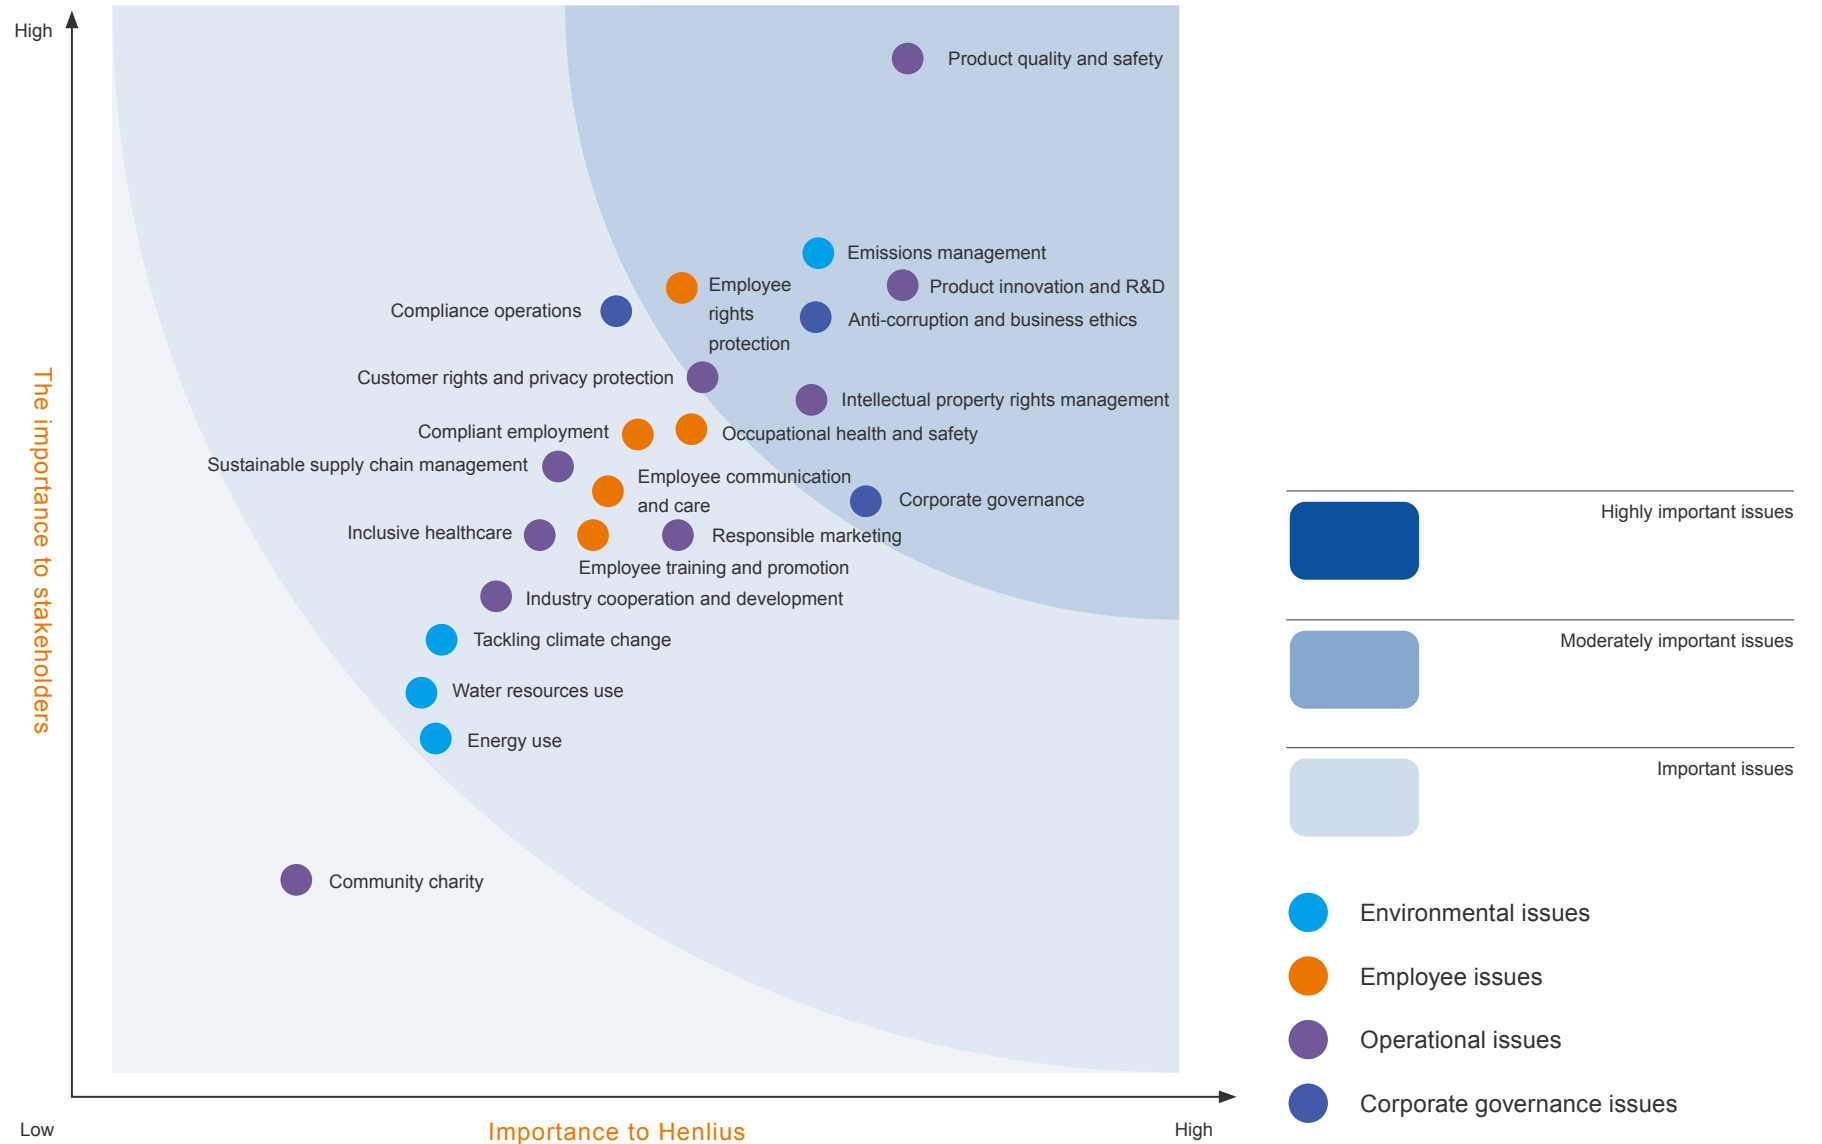 High
Product quality and safety
Emissions management
Employee
rights
protection
Product innovation and R&D
Compliance operations
Anti-corruption and business ethics
Customer rights and privacy protection
Intellectual property rights management
Compliant employment
Occupational health and safety
Sustainable supply chain management
Employee communication
and care
Corporate governance
Inclusive healthcare
Responsible marketing
Employee training and promotion
Industry cooperation and development
Tackling climate change
Water resources use
Energy use
Community charity
The importance to stakeholders
Low
Importance to Henlius
High
Highly important issues
Moderately important issues
Important issues
Environmental issues
Employee issues
Operational issues
Corporate governance issues